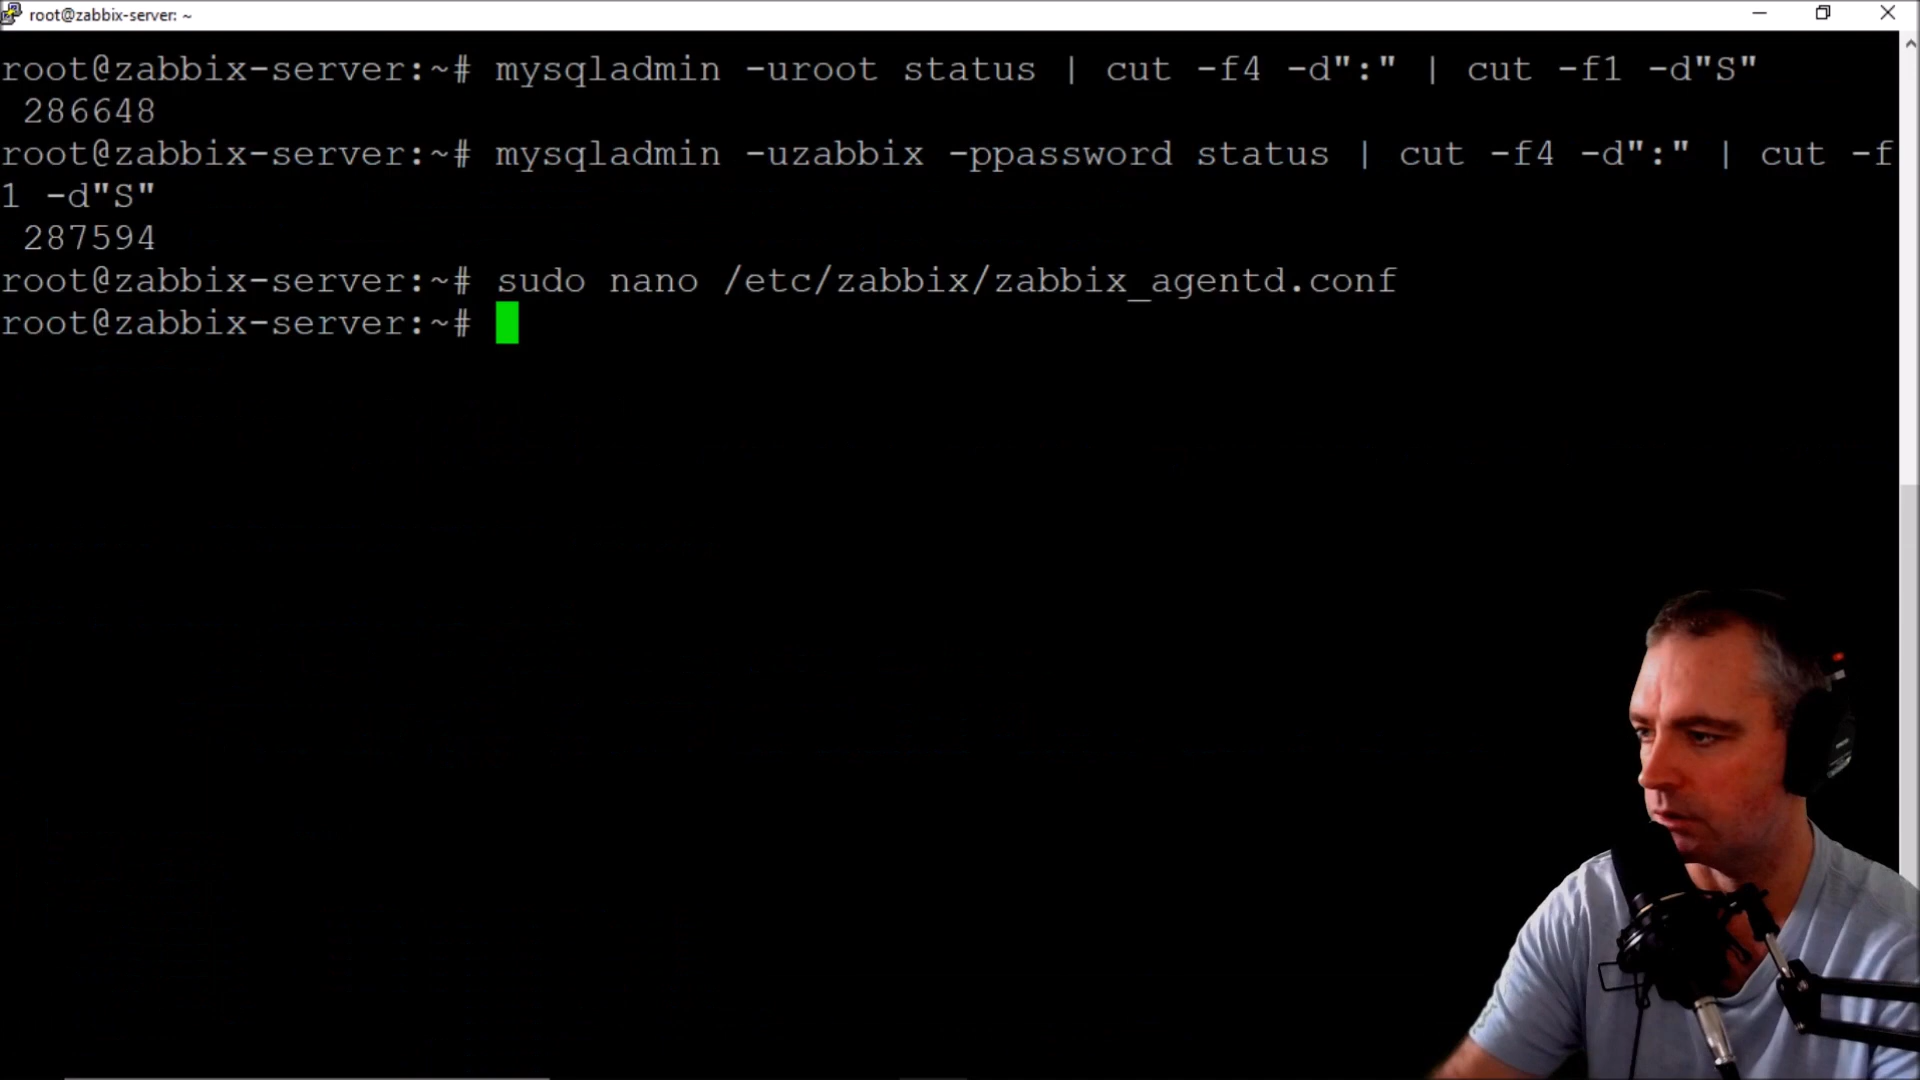 root@zabbix-server: ~
root@zabbix-server:~# mysqladmin -uroot status | cut -f4 -d":" | cut -f1 -d"S"
286648
root@zabbix-server:~# mysqladmin -uzabbix -ppassword status | cut -f4 -d":" | cut -f
1 -d"S"
287594
root@zabbix-server:~# sudo nano /etc/zabbix/zabbix_agentd.conf
root@zabbix-server:~#